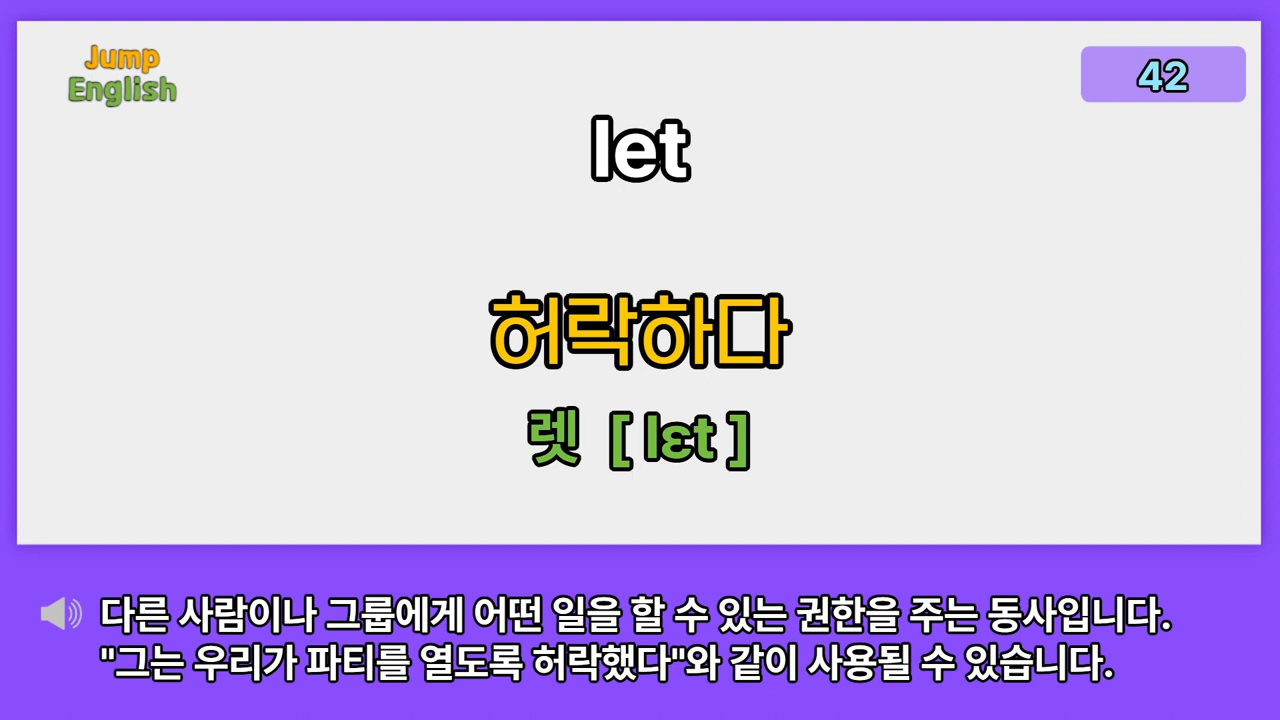 Jump
English
42
let
허락하다
렛 [ lɛt ]
다른 사람이나 그룹에게 어떤 일을 할 수 있는 권한을 주는 동사입니다.
"그는 우리가 파티를 열도록 허락했다"와 같이 사용될 수 있습니다.